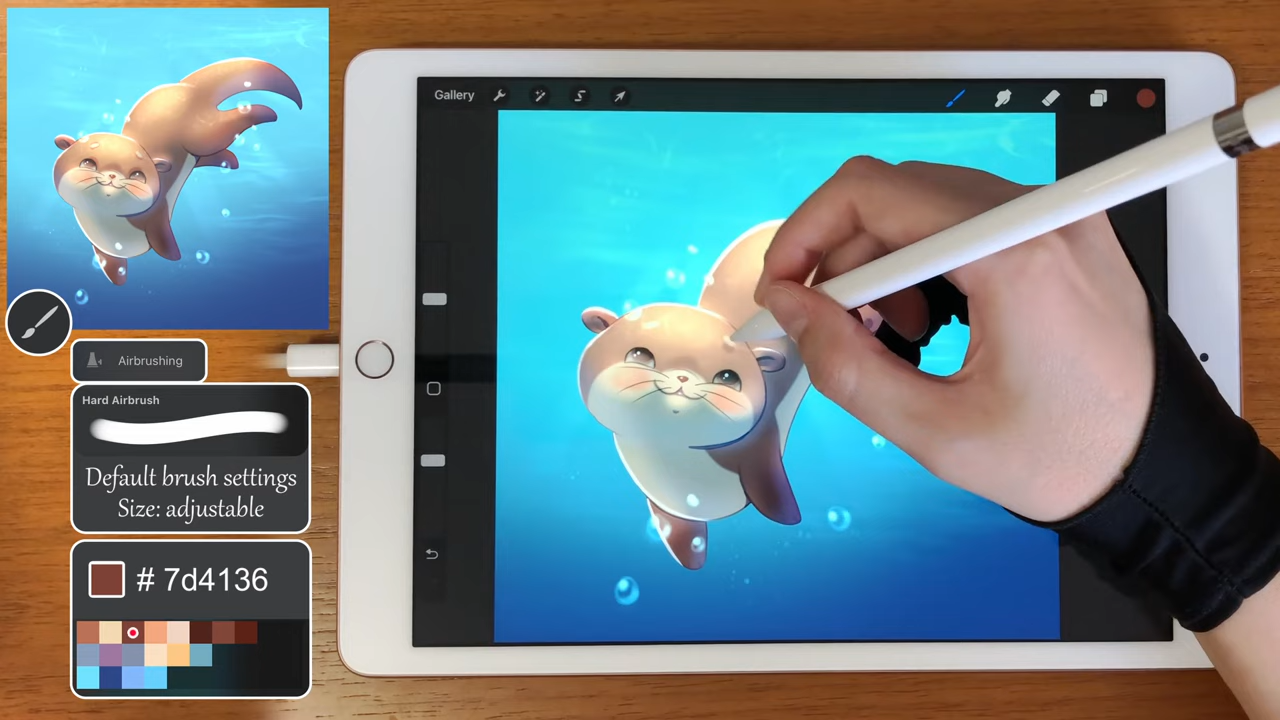 Gallery
Airbrushing
Hard Airbrush
Default brush settings
Size: adjustable
# 7d4136